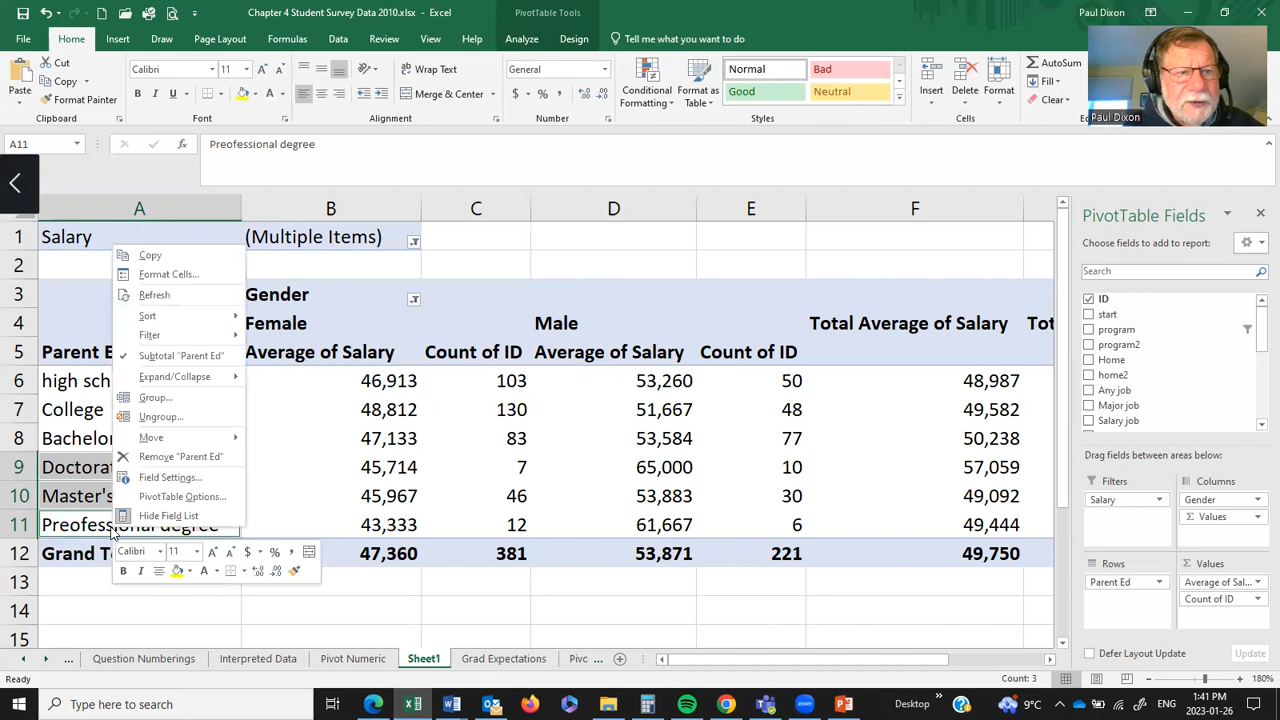 Chapter 4 Student Survey Data 2010.xlsx - Excel
PivotTable Tools
Paul Dixon
File Home Insert Draw Page Layout Formulas Data Review View Help Analyze Design Tell me what you want to do
Paste
Cut
Copy
Format Painter
Clipboard
Calibri 11
B I U
Font
Wrap Text
Merge & Center
Alignment
General
$ % ,
Number
Conditional Formatting
Format as Table
Normal Bad
Good Neutral
Styles
Insert Delete Format
Cells
AutoSum
Fill
Clear
Paul Dixon
A11
fx
Preofessional degree
A B C D E F
1 Salary (Multiple Items)
2
3 Gender
4 Female Male Total Average of Salary Tot
5 Parent E Average of Salary Count of ID Average of Salary Count of ID
6 high sch 46,913 103 53,260 50 48,987
7 College 48,812 130 51,667 48 49,582
8 Bachelor 47,133 83 53,584 77 50,238
9 Doctorat 45,714 7 65,000 10 57,059
10 Master's 45,967 46 53,883 30 49,092
11 Preofessional degree 43,333 12 61,667 6 49,444
12 Grand T 47,360 381 53,871 221 49,750
13
14
15
Copy
Format Cells...
Refresh
Sort
Filter
Subtotal "Parent Ed"
Expand/Collapse
Group...
Ungroup...
Move
Remove "Parent Ed"
Field Settings...
PivotTable Options...
Hide Field List
Calibri 11 A A $ % ,
B I A
PivotTable Fields
Choose fields to add to report:
Search
ID
start
program
program2
Home
home2
Any job
Major job
Salary job
Drag fields between areas below:
Filters
Salary
Columns
Gender
Values
Rows
Parent Ed
Values
Average of Sal...
Count of ID
Defer Layout Update Update
... Question Numberings Interpreted Data Pivot Numeric Sheet1 Grad Expectations Pivc ...
Ready
Count: 3
180%
Type here to search
Desktop
9°C
ENG
1:41 PM
2023-01-26